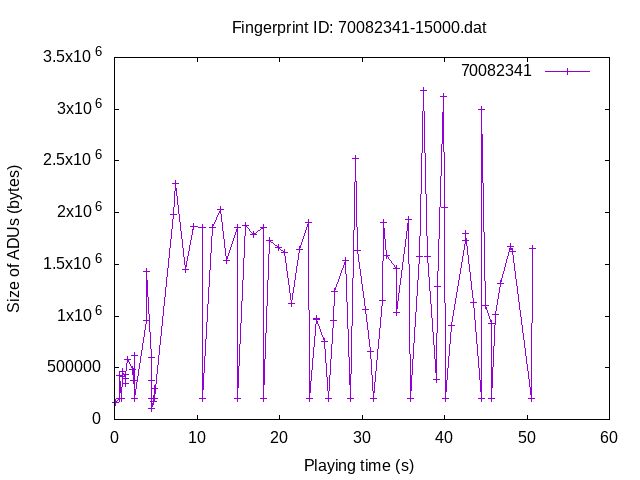 Fingerprint ID: 70082341-15000.dat
70082341
3.5x10 6
3x10 6
2.5x10 6
2x10 6
1.5x10 6
1x10 6
500000
0
Size of ADUs (bytes)
0 10 20 30 40 50 60
Playing time (s)